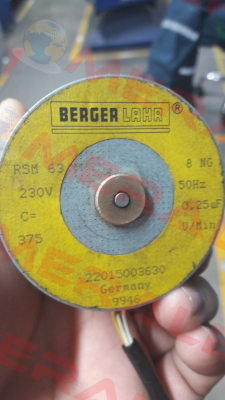 BERGER LAHR ®
RSM 63 8 NG
230V 50Hz
C= 0.25uF
375 U/Min
22015003630
Germany
9946